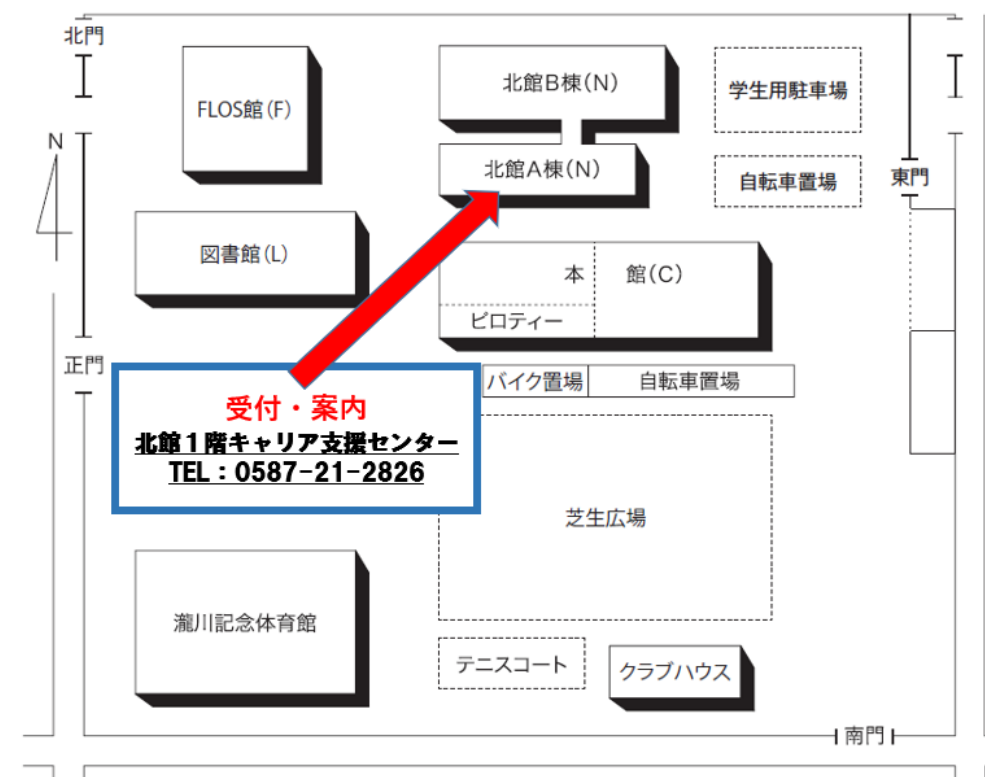 北門
FLOS館(F)
北館B棟(N)
学生用駐車場
N
北館A棟(N)
自転車置場
東門
図書館(L)
本 館(C)
ピロティー
正門
バイク置場
自転車置場
受付・案内
北館1階キャリア支援センター
TEL:0587-21-2826
芝生広場
瀧川記念体育館
テニスコート
クラブハウス
南門